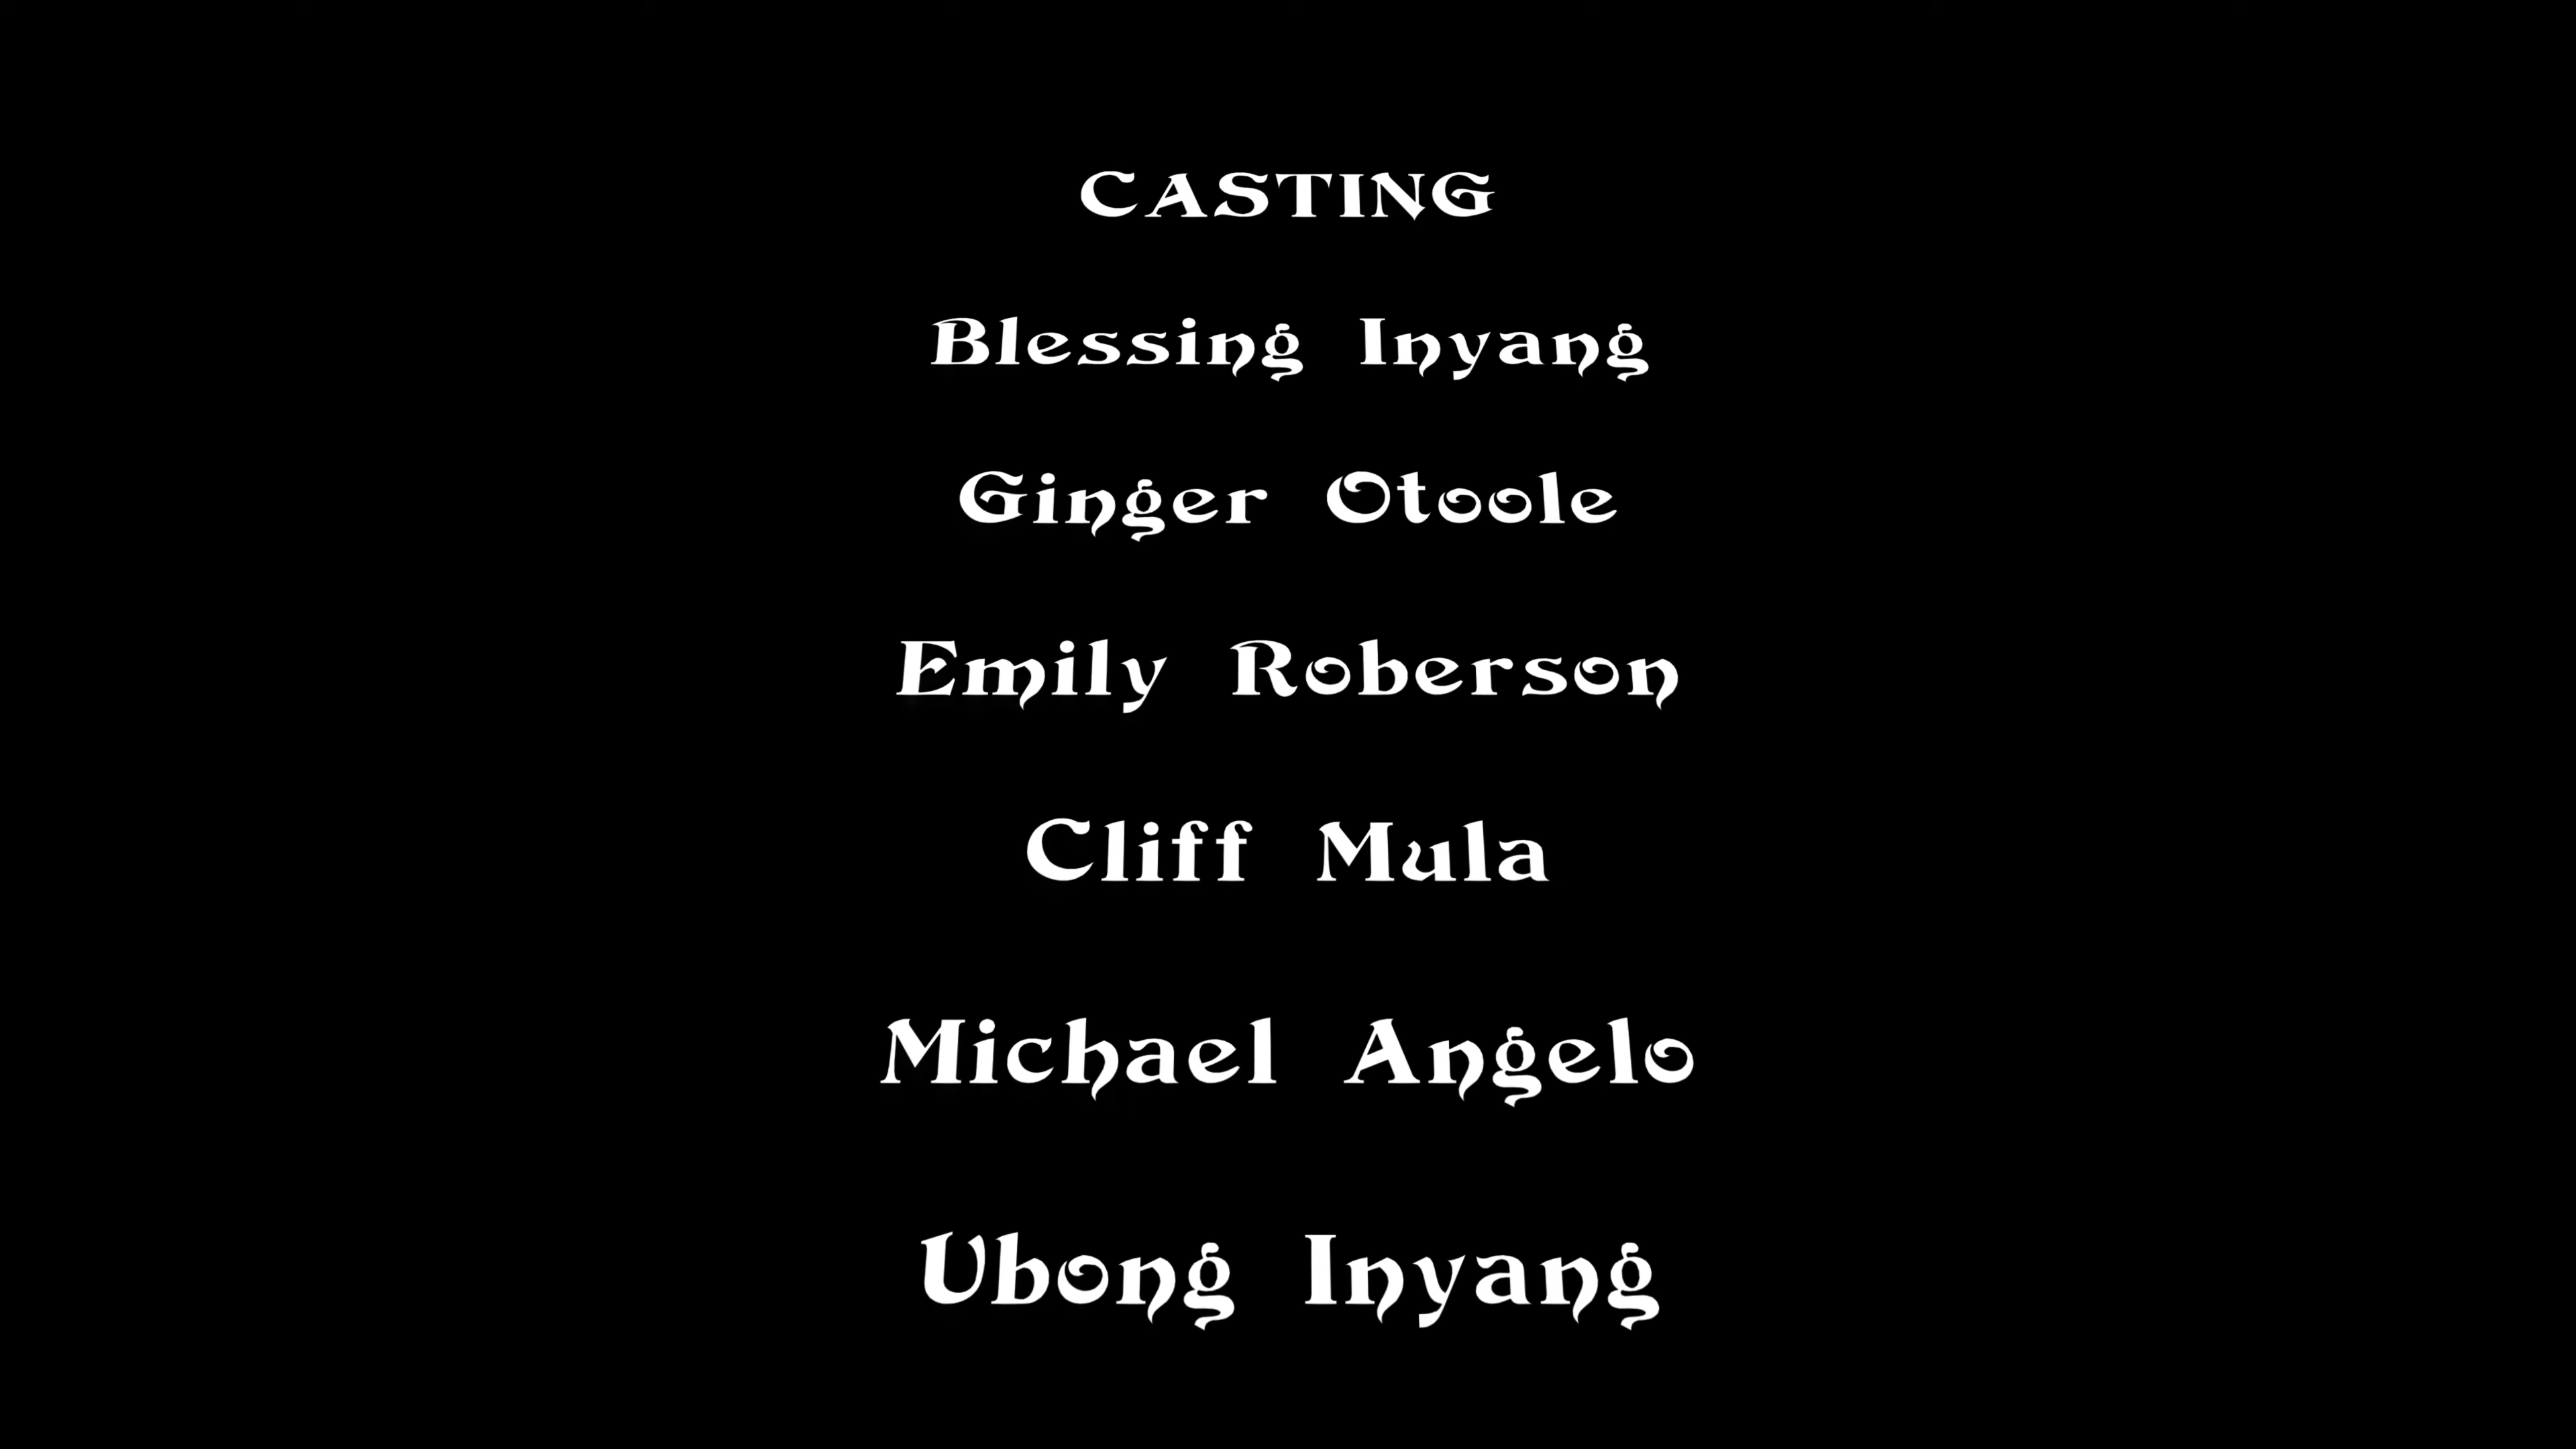 CASTING
Blessing Inyang
Ginger Otoole
Emily Roberson
Cliff Mula
Michael Angelo
Ubong Inyang